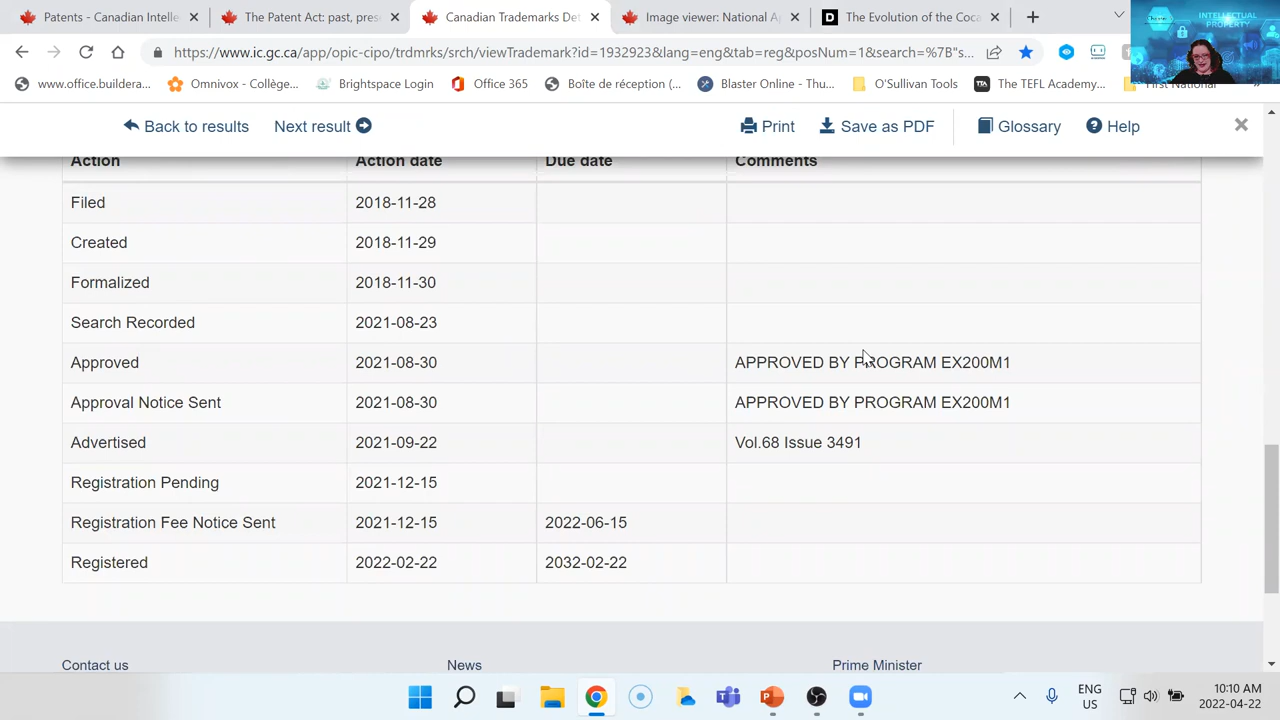 Patents - Canadian Intelle
The Patent Act: past, pres
Canadian Trademarks Det
Image viewer: National A
D The Evolution of the
https://www.ic.gc.ca/app/opic-cipo/trdmrks/srch/viewTrademark?id=1932923&lang=eng&tab=reg&posNum=1&search=%7B"s...
INTELLECTUAL PROPERTY
www.office.buildera...
Omnivox - Collèg...
Brightspace Login
Office 365
Boîte de réception (...
Blaster Online - Thu...
O'Sullivan Tools
The TEFL Academy...
First National
Back to results
Next result
Print
Save as PDF
Glossary
Help
Action Action date Due date Comments
Filed 2018-11-28
Created 2018-11-29
Formalized 2018-11-30
Search Recorded 2021-08-23
Approved 2021-08-30 APPROVED BY PROGRAM EX200M1
Approval Notice Sent 2021-08-30 APPROVED BY PROGRAM EX200M1
Advertised 2021-09-22 Vol.68 Issue 3491
Registration Pending 2021-12-15
Registration Fee Notice Sent 2021-12-15 2022-06-15
Registered 2022-02-22 2032-02-22
Contact us
News
Prime Minister
ENG
US
10:10 AM
2022-04-22